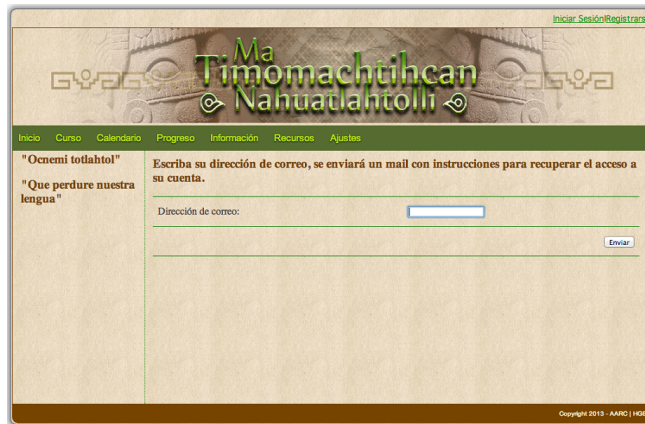 Iniciar Sesión|Registrars
Ma
Timomachtihcan
Nahuatlahtolli
Inicio Curso Calendario Progreso Información Recursos Ajustes
"Ocnemi totlahtol"
"Que perdure nuestra
lengua"
Escriba su dirección de correo, se enviará un mail con instrucciones para recuperar el acceso a
su cuenta.
Dirección de correo:
Enviar
Copyright 2013 - AARC | HGE